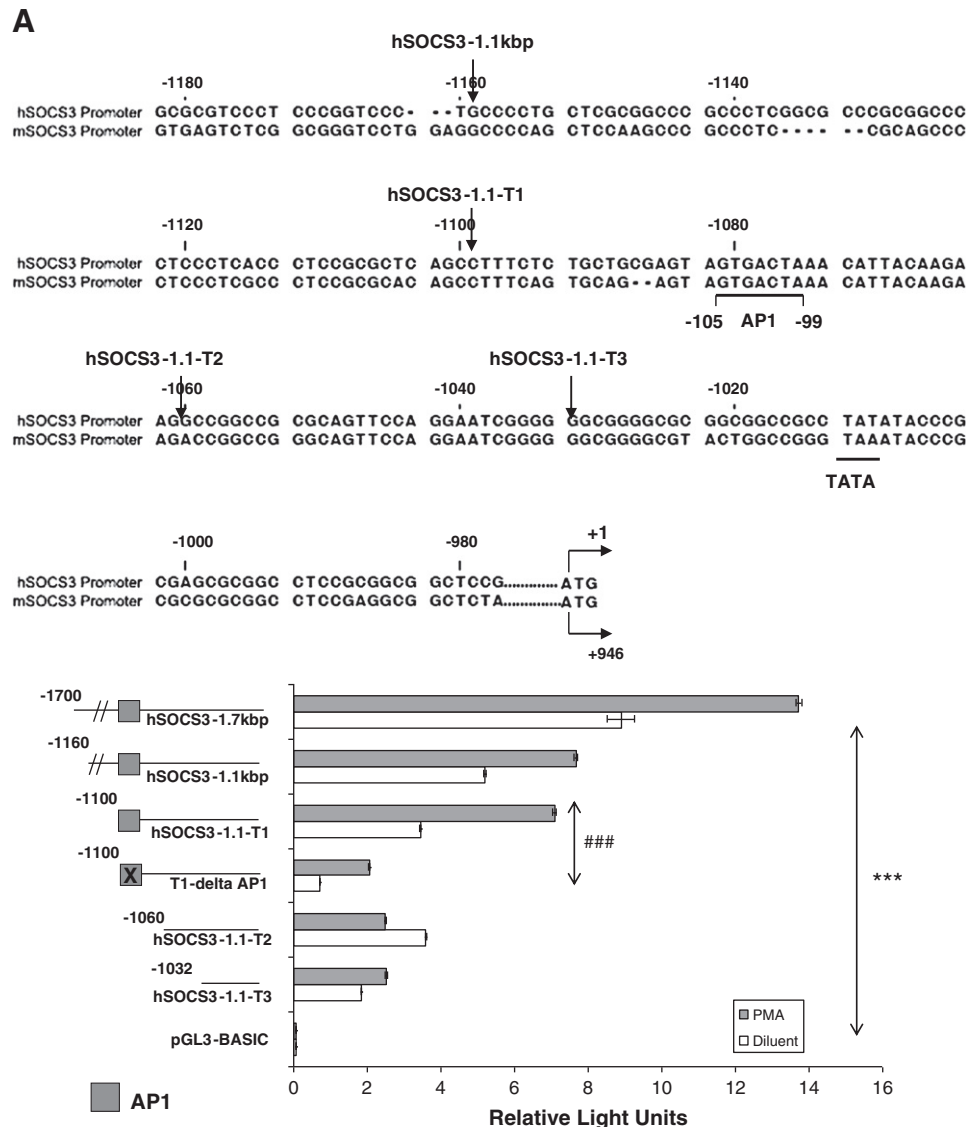 A
hSOCS3-1.1kbp
-1180 -1160 -1140
hSOCS3 Promoter GCGCGTCCCT CCCGGTCCC- --TGCCCCTG CTCGCGGCCC GCCCTCGGCG CCCGCGGCCC
mSOCS3 Promoter GTGAGTCTCG GCGGGTCCTG GAGGCCCCAG CTCCAAGCCC GCCCTC---- --CGCAGCCC
hSOCS3-1.1-T1
-1120 -1100 -1080
hSOCS3 Promoter CTCCCTCACC CTCCGCGCTC AGCCTTTCTC TGCTGCGAGT AGTGACTAAA CATTACAAGA
mSOCS3 Promoter CTCCCTCGCC CTCCGCGCAC AGCCTTTCAG TGCAG--AGT AGTGACTAAA CATTACAAGA
-105 AP1 -99
hSOCS3-1.1-T2 hSOCS3-1.1-T3
-1060 -1040 -1020
hSOCS3 Promoter AGGCCGGCCG CGCAGTTCCA GGAATCGGGG GGCGGGGCGC GGCGGCCGCC TATATACCCG
mSOCS3 Promoter AGACCGGCCG GGCAGTTCCA GGAATCGGGG GGCGGGGCGT ACTGGCCGGG TAAATACCCG
TATA
-1000 -980 +1
hSOCS3 Promoter CGAGCGCGGC CTCCGCGGCG GCTCCG.............ATG
mSOCS3 Promoter CGCGCGCGGC CTCCGAGGCG GCTCTA.............ATG
+946
-1700
hSOCS3-1.7kbp
-1160
hSOCS3-1.1kbp
-1100
hSOCS3-1.1-T1
###
-1100
X
T1-delta AP1
***
-1060
hSOCS3-1.1-T2
-1032
hSOCS3-1.1-T3
PMA
Diluent
pGL3-BASIC
0 2 4 6 8 10 12 14 16
AP1
Relative Light Units